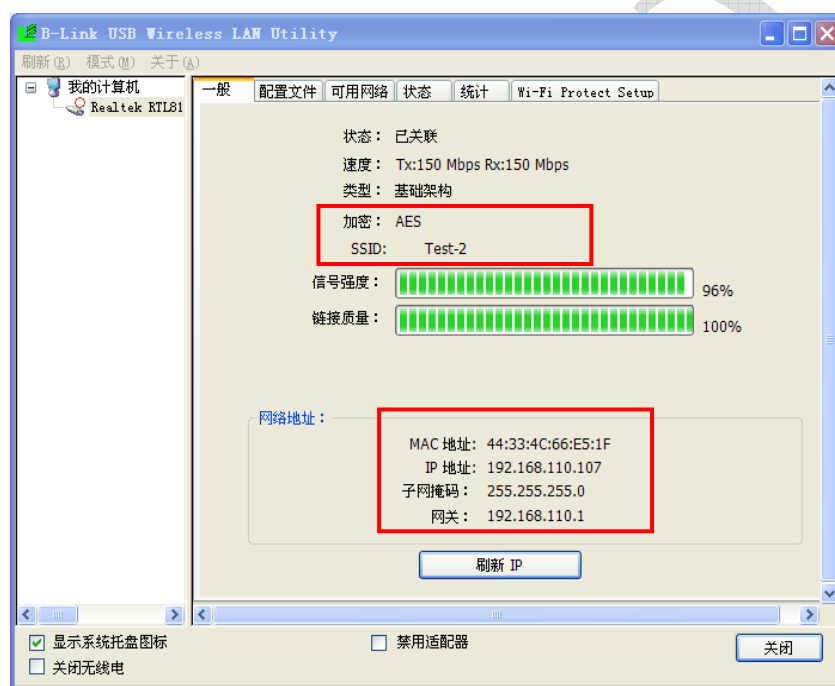 B-Link USB Wireless LAN Utility
刷新(R) 模式(M) 关于(A)
我的计算机
Realtek RTL81
一般 配置文件 可用网络 状态 统计 Wi-Fi Protect Setup
状态： 已关联
速度： Tx:150 Mbps Rx:150 Mbps
类型： 基础架构
加密： AES
SSID: Test-2
信号强度： 96%
链接质量： 100%
网络地址：
MAC 地址: 44:33:4C:66:E5:1F
IP 地址: 192.168.110.107
子网掩码： 255.255.255.0
网关： 192.168.110.1
刷新 IP
显示系统托盘图标 禁用适配器 关闭
关闭无线电